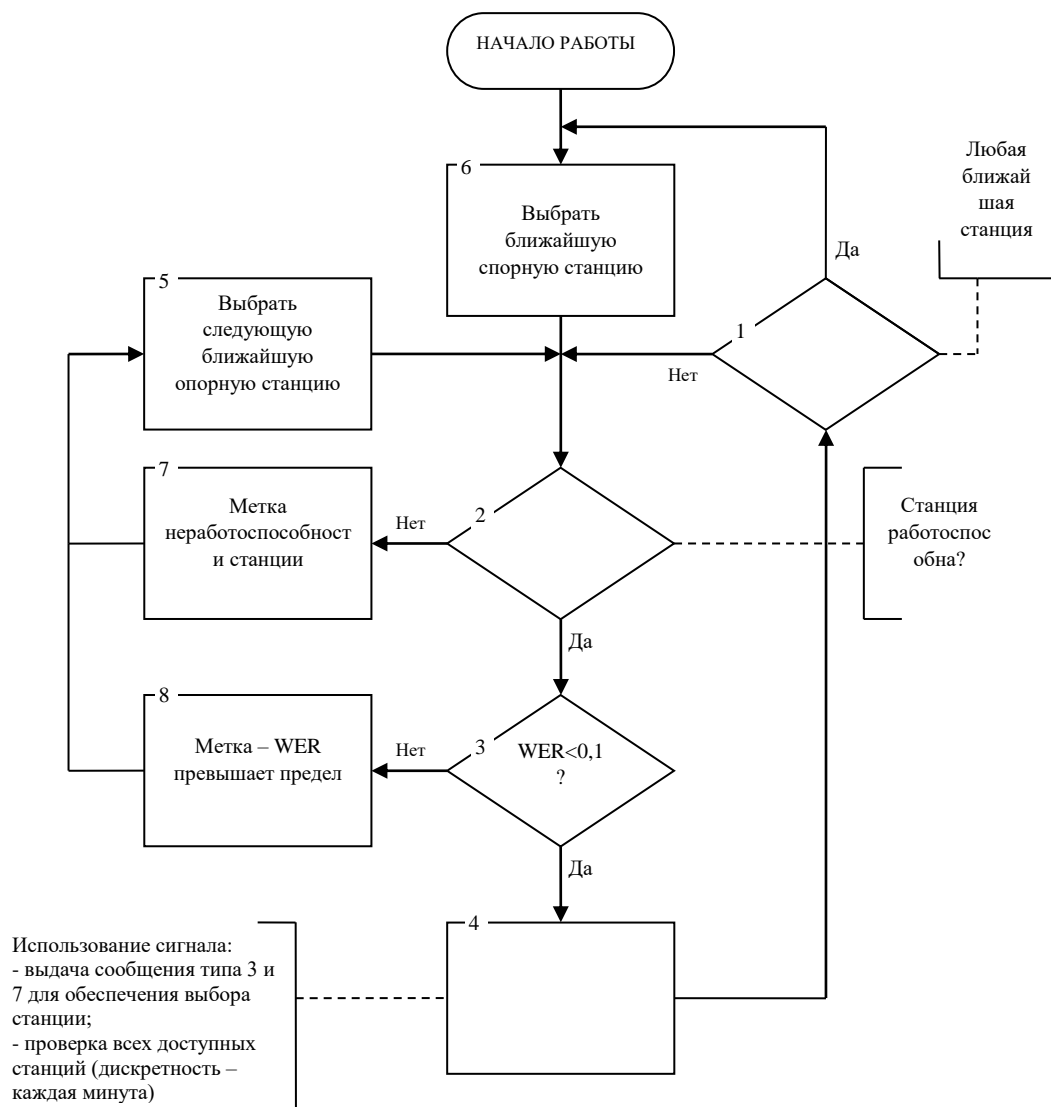 НАЧАЛО РАБОТЫ
6
Выбрать
ближайшую
спорную станцию
Любая
ближай
шая
станция
Да
1
Нет
5
Выбрать
следующую
ближайшую
опорную станцию
7
Метка
неработоспособност
и станции
Нет
2
Станция
работоспос
обна?
Да
8
Метка – WER
превышает предел
Нет
3
WER<0,1
?
Да
4
Использование сигнала:
- выдача сообщения типа 3 и
7 для обеспечения выбора
станции;
- проверка всех доступных
станций (дискретность –
каждая минута)